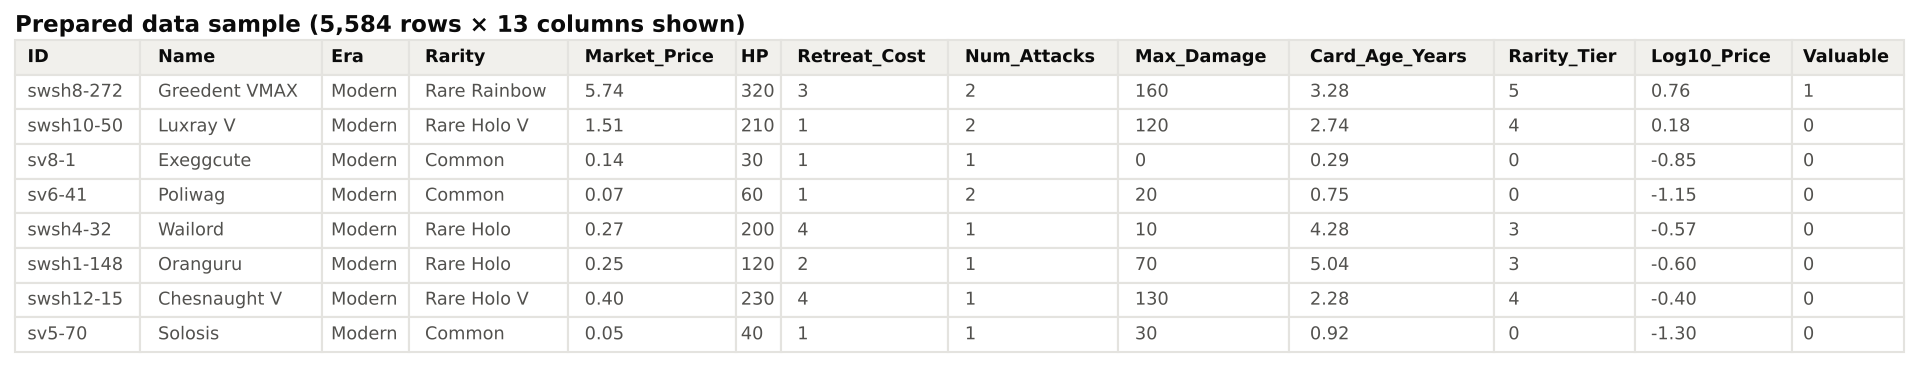 Prepared data sample (5,584 rows × 13 columns shown)
ID Name Era Rarity Market_Price HP Retreat_Cost Num_Attacks Max_Damage Card_Age_Years Rarity_Tier Log10_Price Valuable
swsh8-272 Greedent VMAX Modern Rare Rainbow 5.74 320 3 2 160 3.28 5 0.76 1
swsh10-50 Luxray V Modern Rare Holo V 1.51 210 1 2 120 2.74 4 0.18 0
sv8-1 Exeggcute Modern Common 0.14 30 1 1 0 0.29 0 -0.85 0
sv6-41 Poliwag Modern Common 0.07 60 1 2 20 0.75 0 -1.15 0
swsh4-32 Wailord Modern Rare Holo 0.27 200 4 1 10 4.28 3 -0.57 0
swsh1-148 Oranguru Modern Rare Holo 0.25 120 2 1 70 5.04 3 -0.60 0
swsh12-15 Chesnaught V Modern Rare Holo V 0.40 230 4 1 130 2.28 4 -0.40 0
sv5-70 Solosis Modern Common 0.05 40 1 1 30 0.92 0 -1.30 0